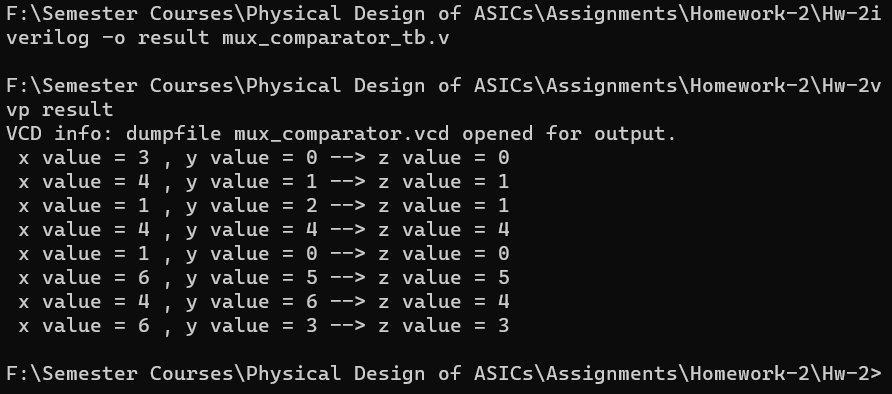 F:\Semester Courses\Physical Design of ASICs\Assignments\Homework-2\Hw-2i
verilog -o result mux_comparator_tb.v
F:\Semester Courses\Physical Design of ASICs\Assignments\Homework-2\Hw-2v
vp result
VCD info: dumpfile mux_comparator.vcd opened for output.
 x value = 3 , y value = 0 --> z value = 0
 x value = 4 , y value = 1 --> z value = 1
 x value = 1 , y value = 2 --> z value = 1
 x value = 4 , y value = 4 --> z value = 4
 x value = 1 , y value = 0 --> z value = 0
 x value = 6 , y value = 5 --> z value = 5
 x value = 4 , y value = 6 --> z value = 4
 x value = 6 , y value = 3 --> z value = 3
F:\Semester Courses\Physical Design of ASICs\Assignments\Homework-2\Hw-2>